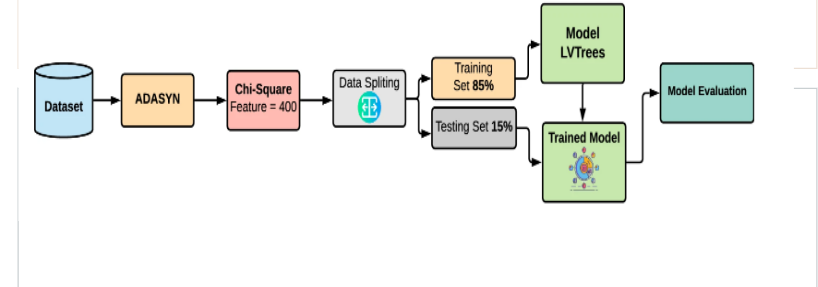 Dataset
ADASYN
Chi-Square
Feature = 400
Data Spliting
Training
Set 85%
Testing Set 15%
Model
LVTrees
Trained Model
Model Evaluation